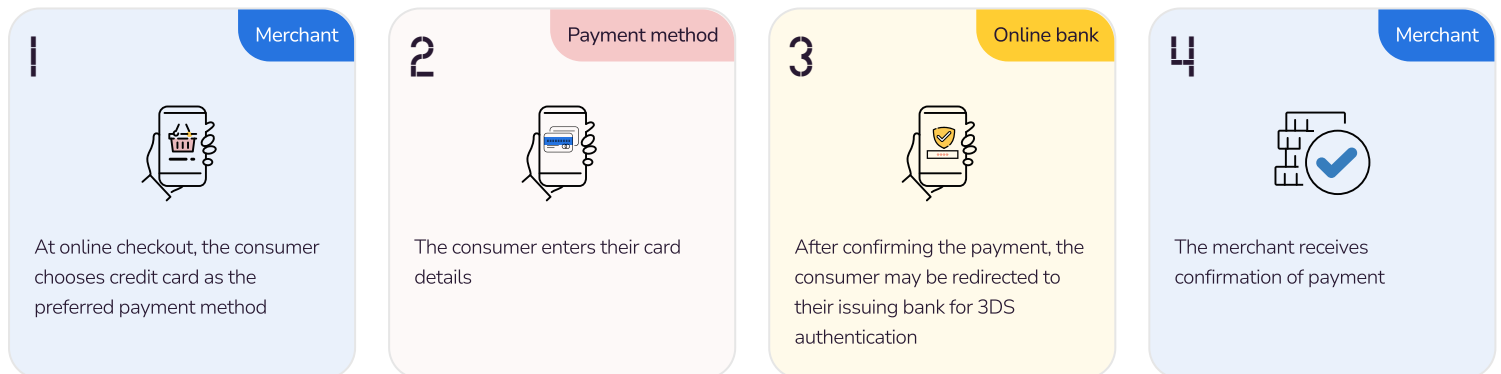 1
Merchant
At online checkout, the consumer
chooses credit card as the
preferred payment method
2
Payment method
The consumer enters their card
details
3
Online bank
After confirming the payment, the
consumer may be redirected to
their issuing bank for 3DS
authentication
4
Merchant
The merchant receives
confirmation of payment